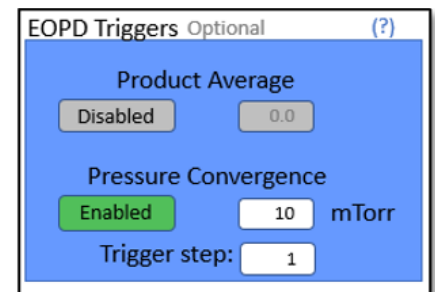 EOPD Triggers Optional (?)
Product Average
Disabled 0.0
Pressure Convergence
Enabled 10 mTorr
Trigger step: 1